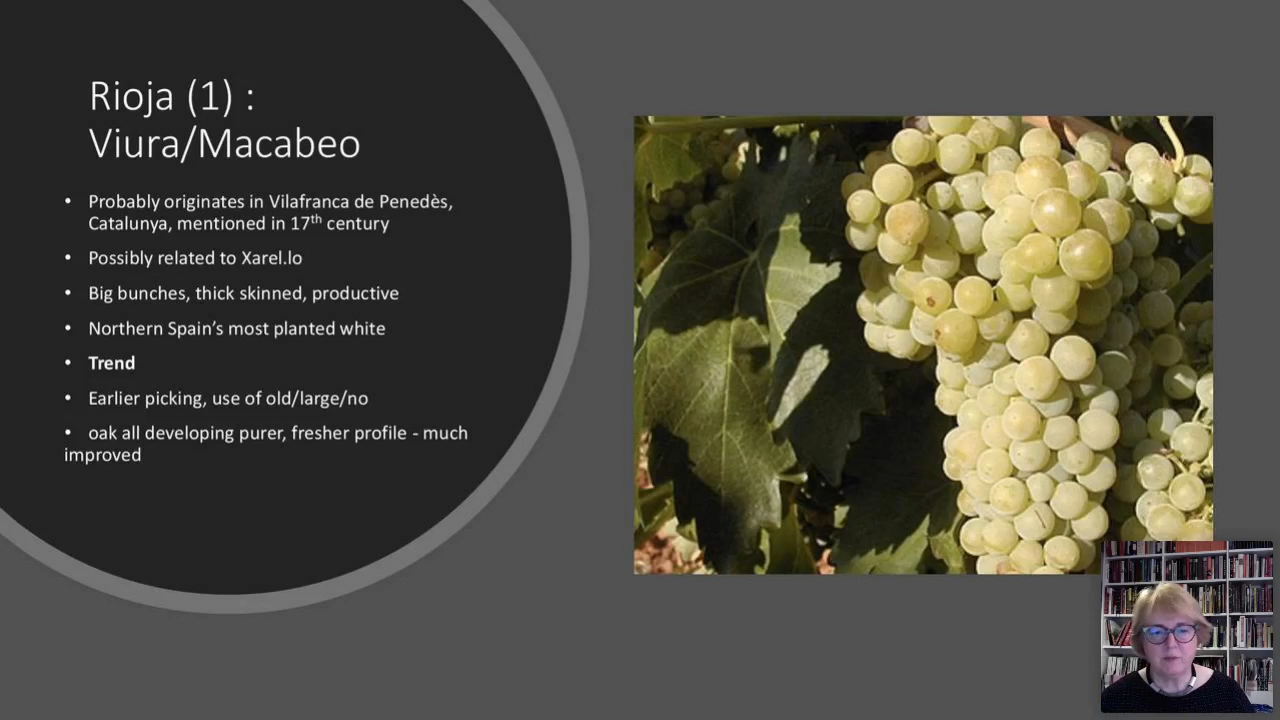 Rioja (1) :
Viura/Macabeo
• Probably originates in Vilafranca de Penedès,
Catalunya, mentioned in 17th century
• Possibly related to Xarel.lo
• Big bunches, thick skinned, productive
• Northern Spain’s most planted white
• Trend
• Earlier picking, use of old/large/no
• oak all developing purer, fresher profile - much
improved